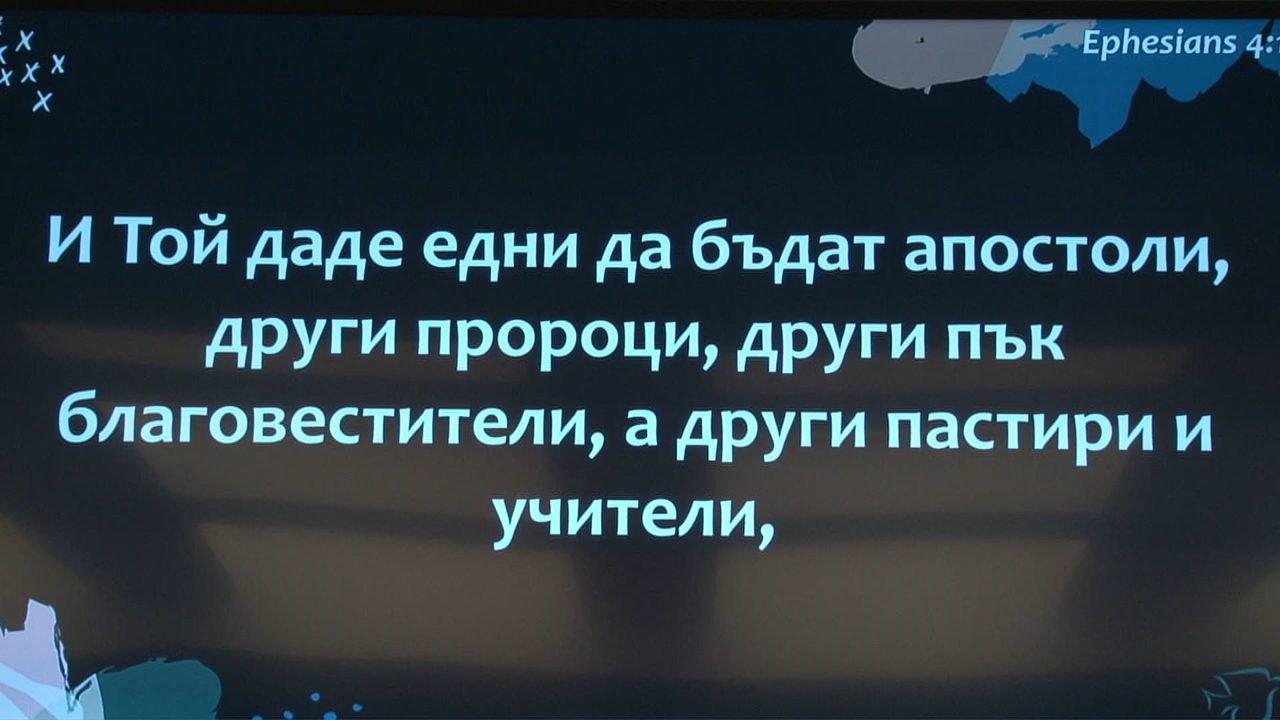 Ephesians 4:
И Той даде едни да бъдат апостоли,
други пророци, други пък
благовестители, а други пастири и
учители,